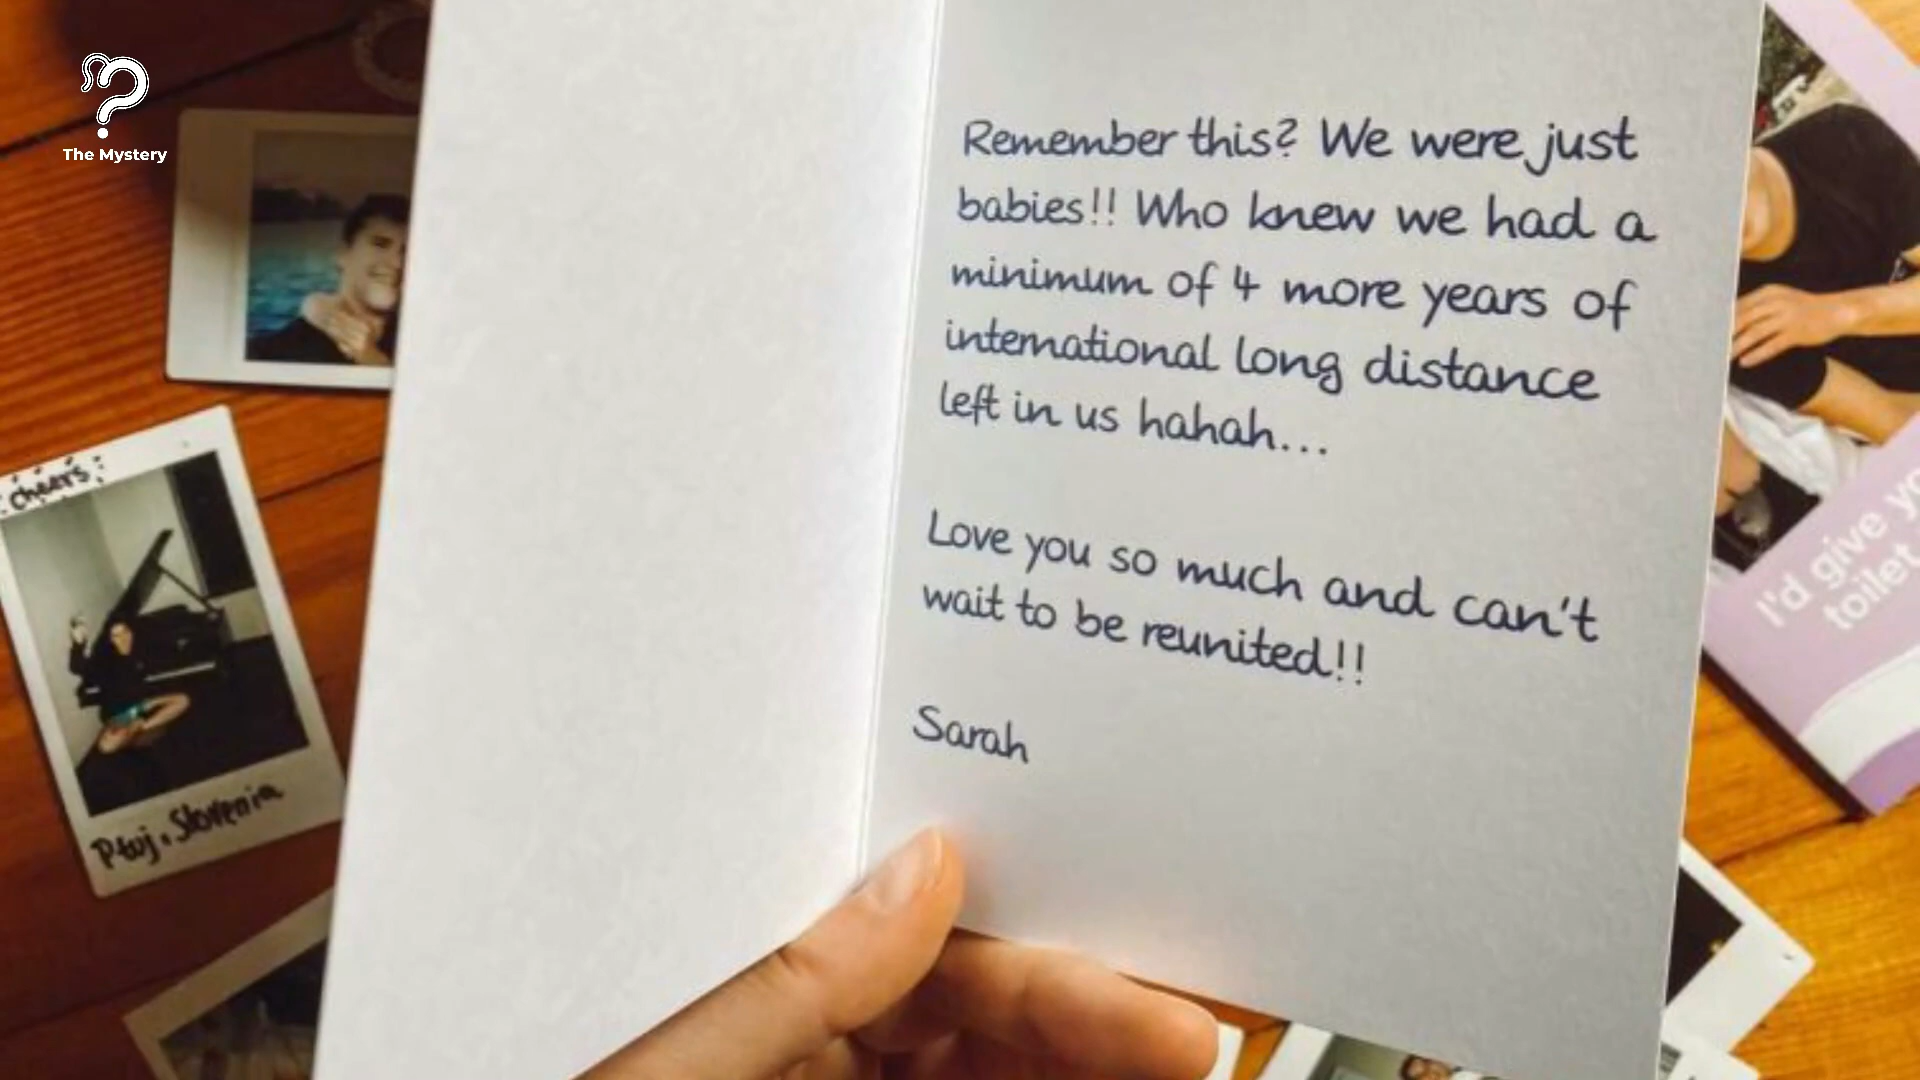 The Mystery
Remember this? We were just
babies!! Who knew we had a
minimum of 4 more years of
international long distance
left in us hahah...
Love you so much and can't
wait to be reunited!!
Sarah
cheers
Ptuj, Slovenia
I'd give
toilet